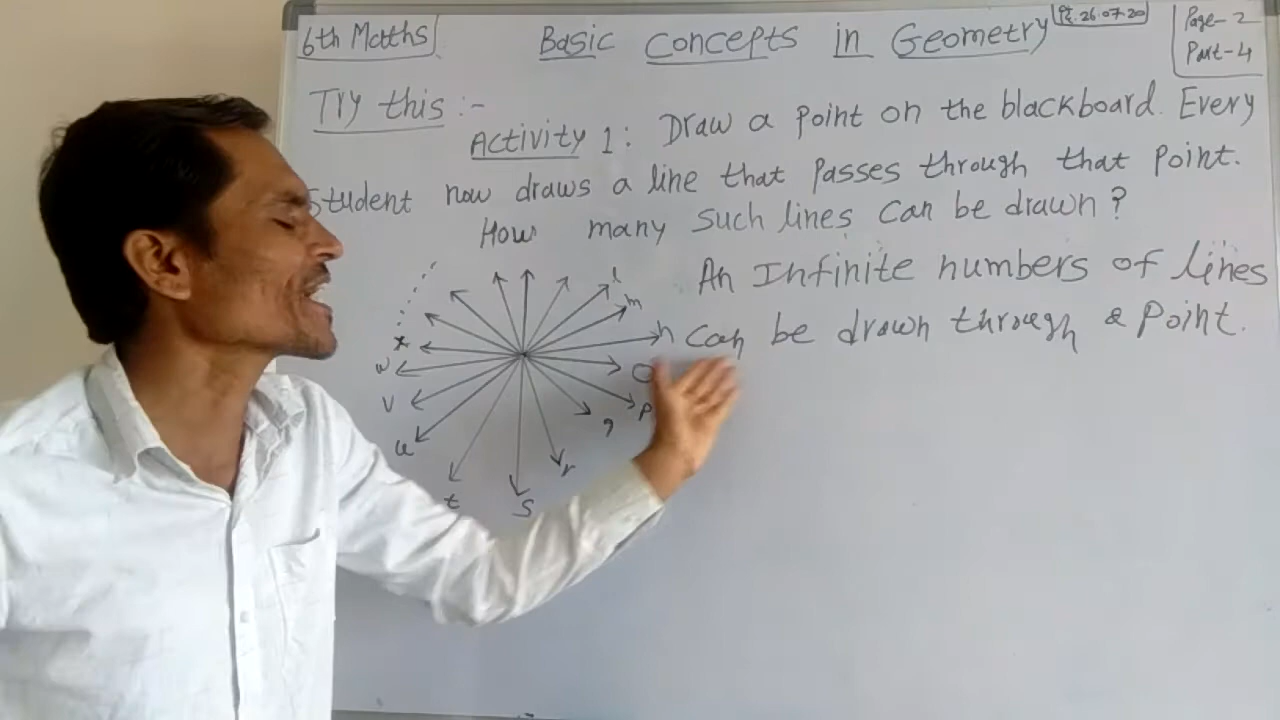 6th Maths
Basic Concepts in Geometry
Dt. 26.07.20
Page-2
Part-4
Try this :-
Activity 1: Draw a point on the blackboard. Every
Student now draws a line that passes through that point.
How many such lines can be drawn?
An Infinite numbers of lines
can be drawn through a point.
l
m
n
O
P
q
r
S
t
u
V
w
x